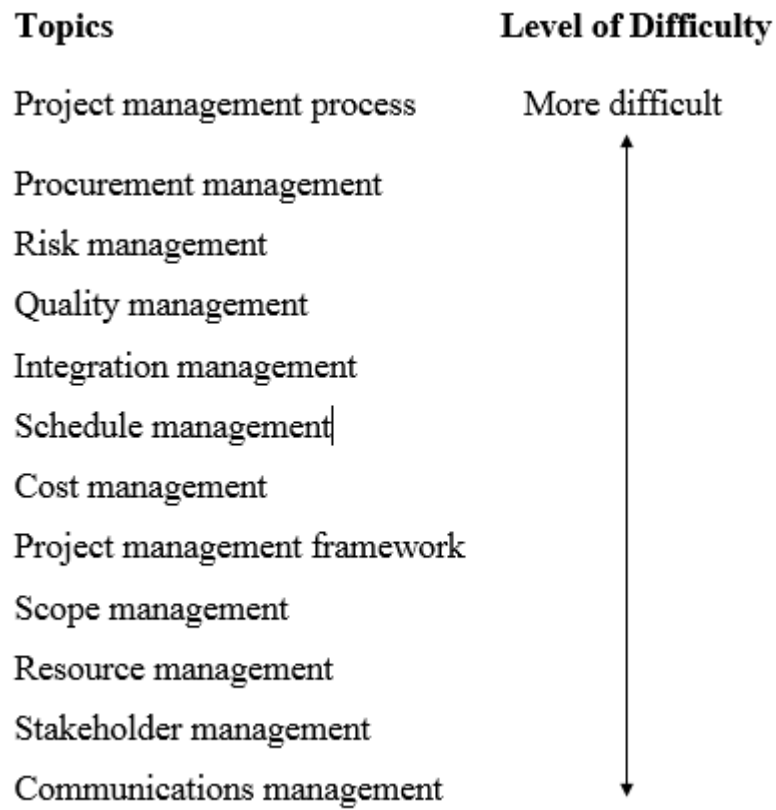 Topics Level of Difficulty
Project management process More difficult
Procurement management
Risk management
Quality management
Integration management
Schedule management
Cost management
Project management framework
Scope management
Resource management
Stakeholder management
Communications management